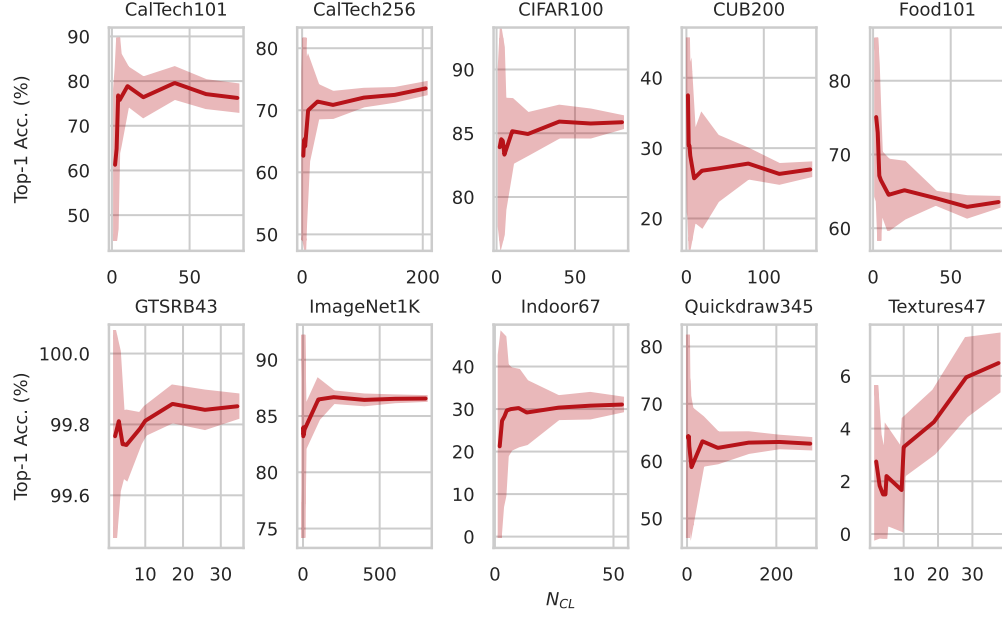 CalTech101 CalTech256 CIFAR100 CUB200 Food101
Top-1 Acc. (%)
90 80 70 60 50
80 70 60 50
90 85 80
40 30 20
80 70 60
0 50 0 200 0 50 0 100 0 50
GTSRB43 ImageNet1K Indoor67 Quickdraw345 Textures47
Top-1 Acc. (%)
100.0 99.8 99.6
90 85 80 75
40 30 20 10 0
80 70 60 50
6 4 2 0
10 20 30 0 500 0 50 0 200 10 20 30
N_{CL}